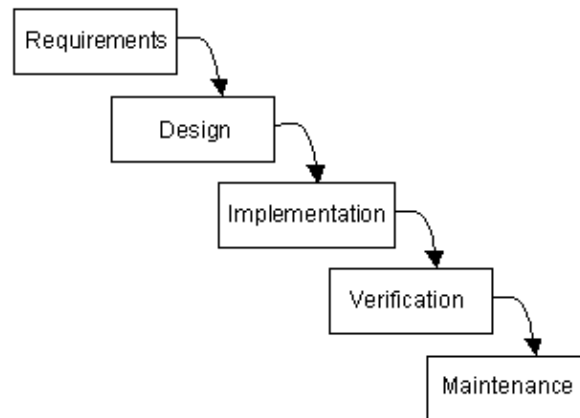 Requirements
Design
Implementation
Verification
Maintenance